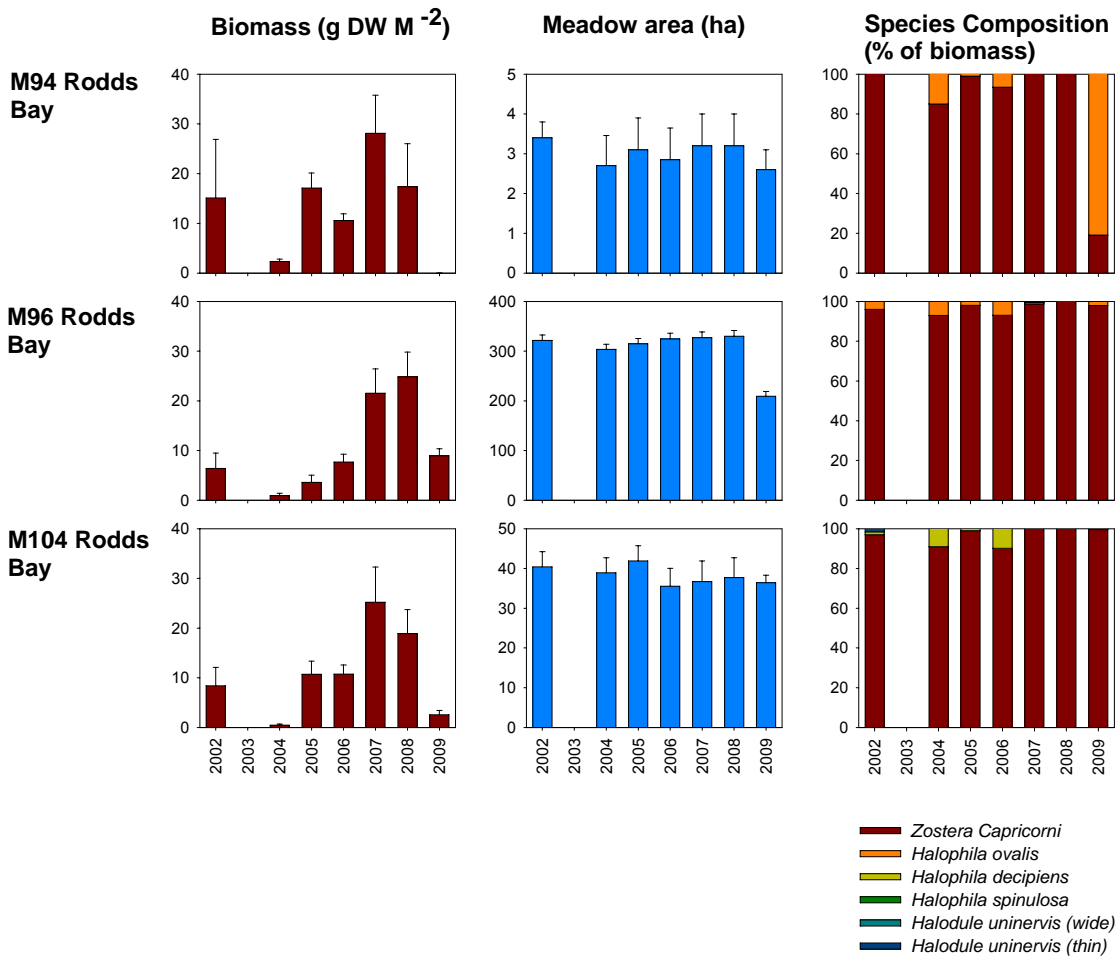 Biomass (g DW M -2)
Meadow area (ha)
Species Composition
(% of biomass)
M94 Rodds
Bay
40
30
20
10
0
5
4
3
2
1
0
100
80
60
40
20
0
M96 Rodds
Bay
40
30
20
10
0
400
300
200
100
0
100
80
60
40
20
0
M104 Rodds
Bay
40
30
20
10
0
50
40
30
20
10
0
100
80
60
40
20
0
2002 2003 2004 2005 2006 2007 2008 2009
2002 2003 2004 2005 2006 2007 2008 2009
2002 2003 2004 2005 2006 2007 2008 2009
Zostera Capricorni
Halophila ovalis
Halophila decipiens
Halophila spinulosa
Halodule uninervis (wide)
Halodule uninervis (thin)